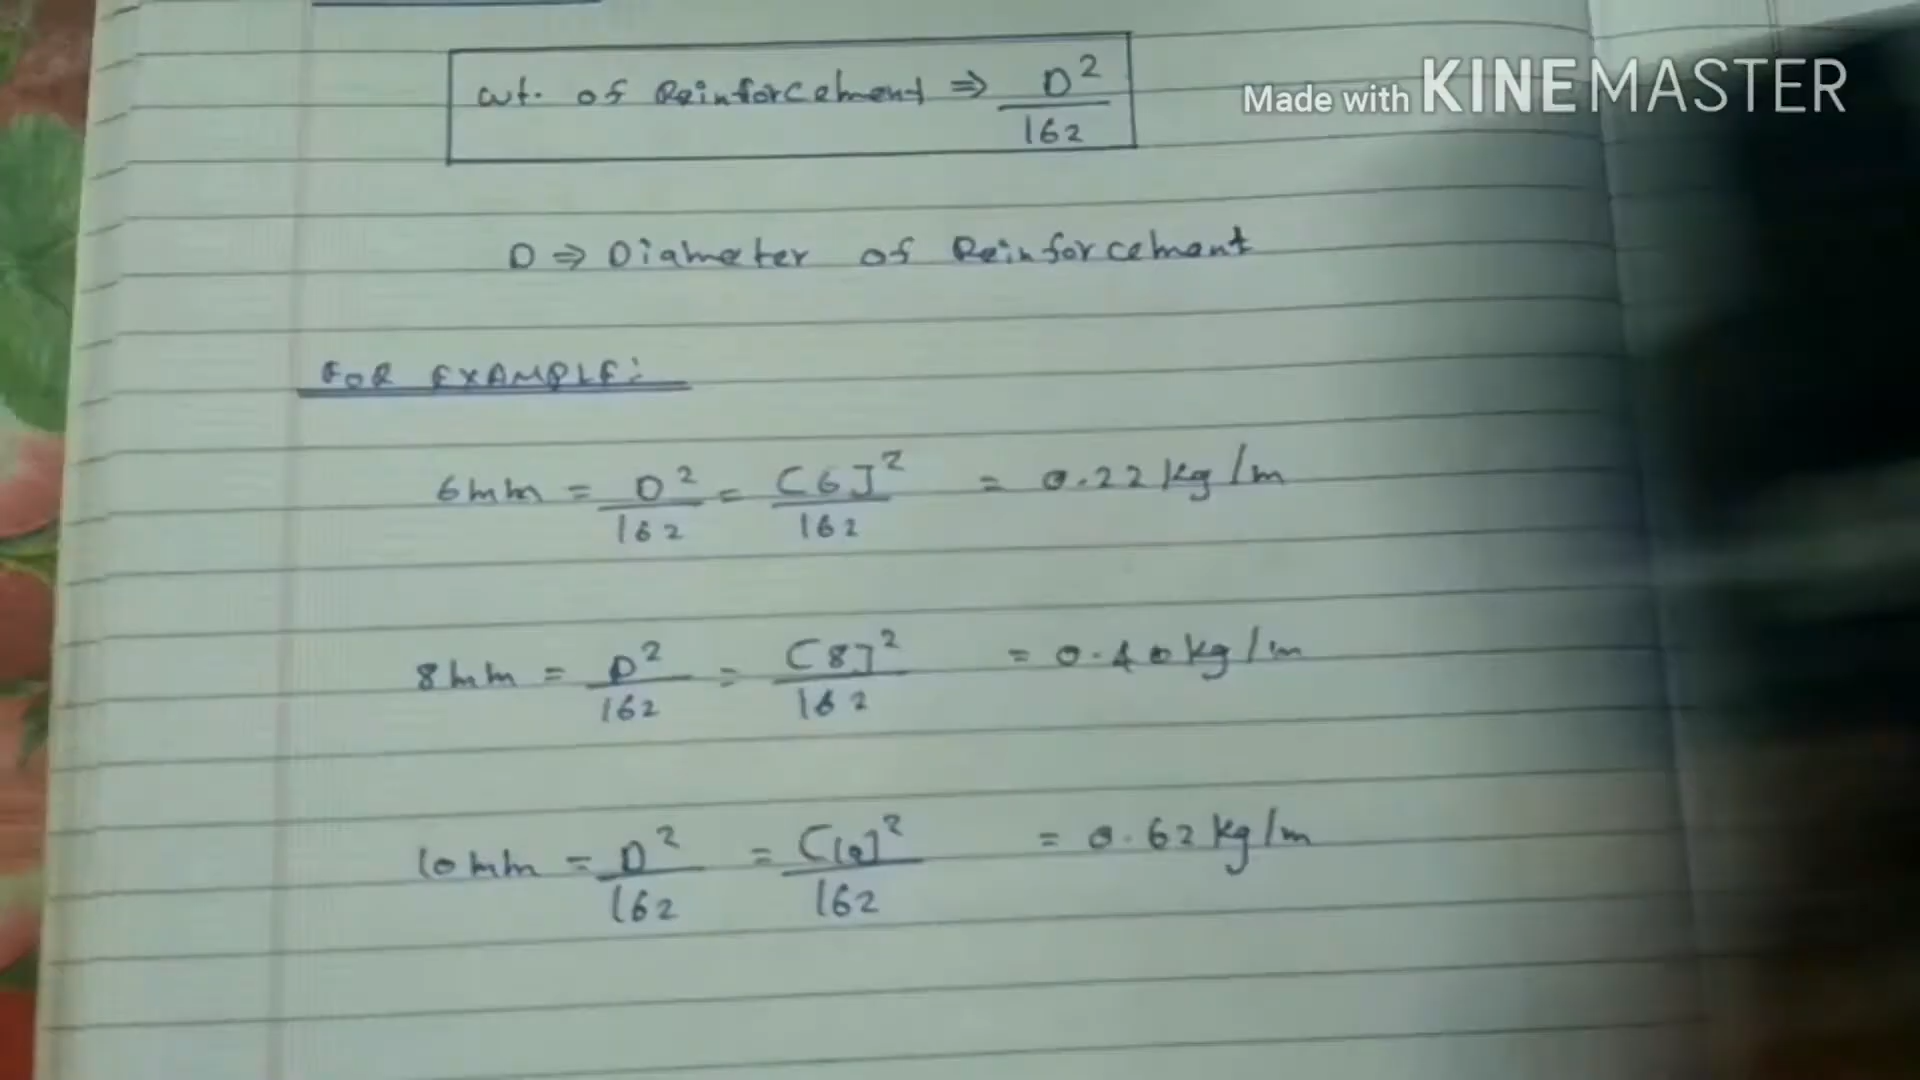 wt. of Reinforcement ⇒ D²/162
Made with KINEMASTER
D ⇒ Diameter of Reinforcement
FOR EXAMPLE:
6mm = D²/162 = [6]²/162 = 0.22 kg/m
8mm = D²/162 = [8]²/162 = 0.40 kg/m
10mm = D²/162 = [10]²/162 = 0.62 kg/m